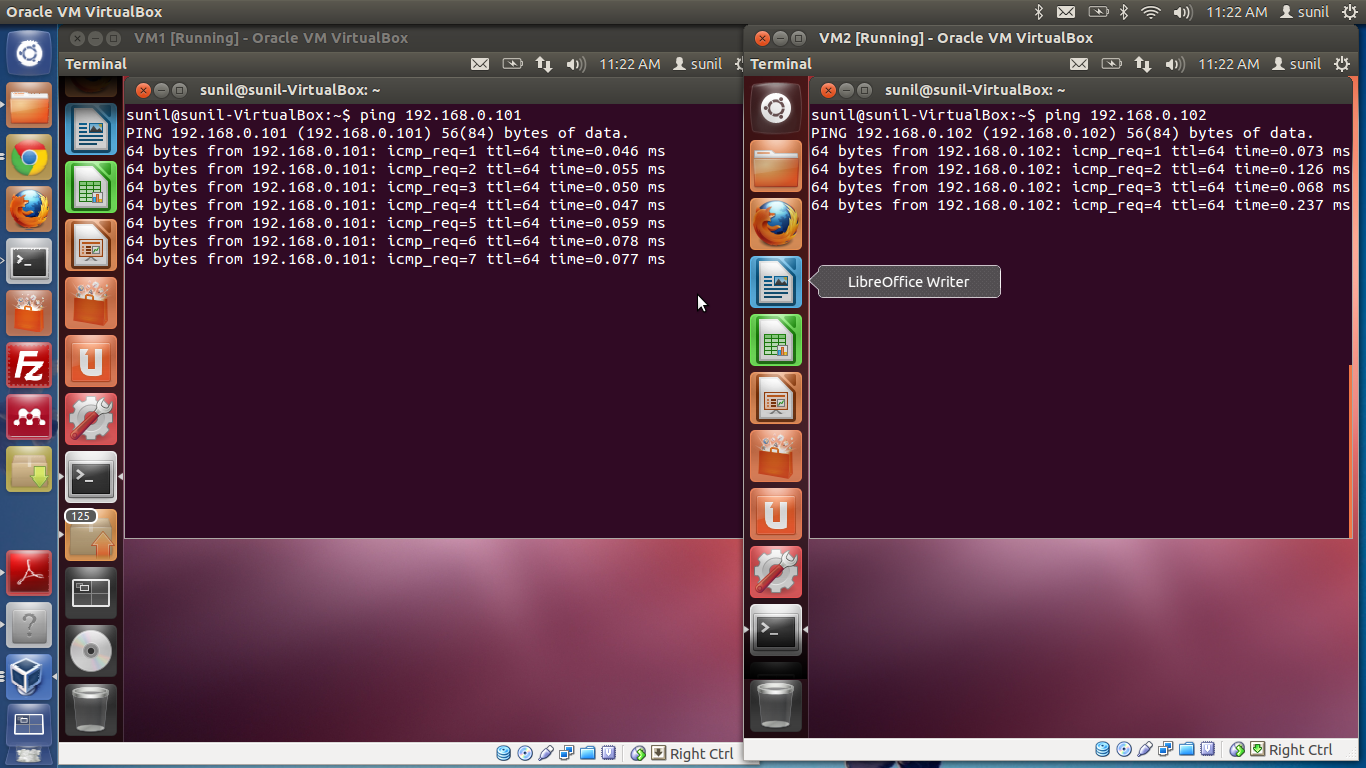 Oracle VM VirtualBox
11:22 AM sunil
VM1 [Running] - Oracle VM VirtualBox
Terminal
11:22 AM sunil
sunil@sunil-VirtualBox: ~
sunil@sunil-VirtualBox:~$ ping 192.168.0.101
PING 192.168.0.101 (192.168.0.101) 56(84) bytes of data.
64 bytes from 192.168.0.101: icmp_req=1 ttl=64 time=0.046 ms
64 bytes from 192.168.0.101: icmp_req=2 ttl=64 time=0.055 ms
64 bytes from 192.168.0.101: icmp_req=3 ttl=64 time=0.050 ms
64 bytes from 192.168.0.101: icmp_req=4 ttl=64 time=0.047 ms
64 bytes from 192.168.0.101: icmp_req=5 ttl=64 time=0.059 ms
64 bytes from 192.168.0.101: icmp_req=6 ttl=64 time=0.078 ms
64 bytes from 192.168.0.101: icmp_req=7 ttl=64 time=0.077 ms
125
Right Ctrl
VM2 [Running] - Oracle VM VirtualBox
Terminal
11:22 AM sunil
sunil@sunil-VirtualBox: ~
sunil@sunil-VirtualBox:~$ ping 192.168.0.102
PING 192.168.0.102 (192.168.0.102) 56(84) bytes of data.
64 bytes from 192.168.0.102: icmp_req=1 ttl=64 time=0.073 ms
64 bytes from 192.168.0.102: icmp_req=2 ttl=64 time=0.126 ms
64 bytes from 192.168.0.102: icmp_req=3 ttl=64 time=0.068 ms
64 bytes from 192.168.0.102: icmp_req=4 ttl=64 time=0.237 ms
LibreOffice Writer
Right Ctrl